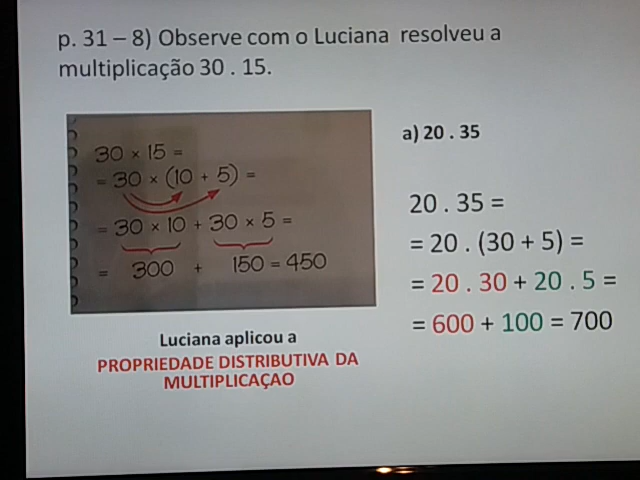 p. 31 – 8) Observe com o Luciana resolveu a
multiplicação 30 . 15.
30 × 15 =
= 30 × (10 + 5) =
= 30 × 10 + 30 × 5 =
= 300 + 150 = 450
Luciana aplicou a
PROPRIEDADE DISTRIBUTIVA DA
MULTIPLICAÇAO
a) 20 . 35
20 . 35 =
= 20 . (30 + 5) =
= 20 . 30 + 20 . 5 =
= 600 + 100 = 700